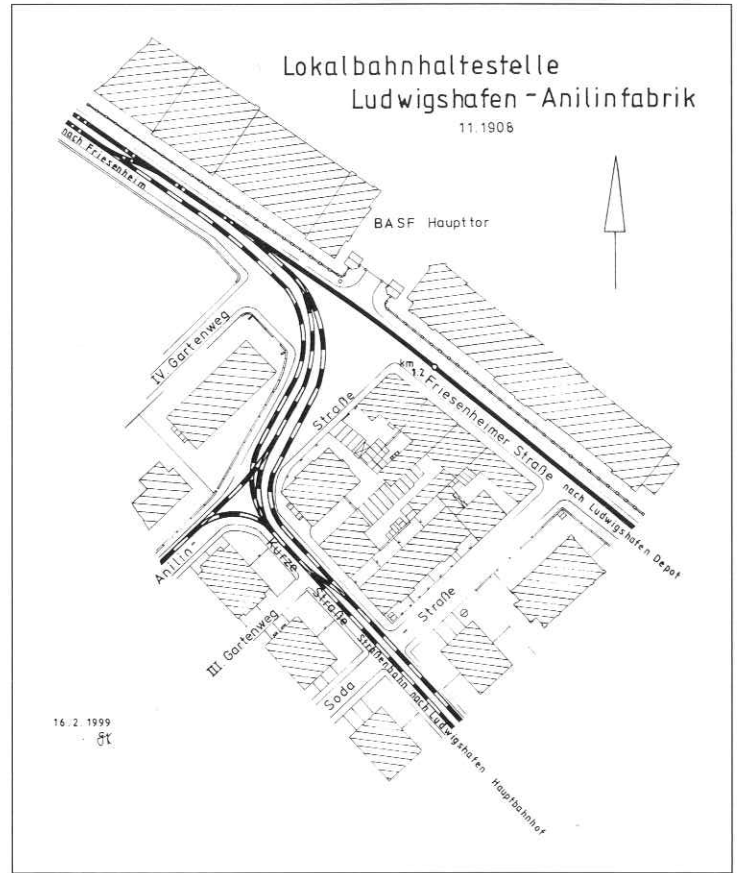 Lokalbahnhaltestelle
Ludwigshafen - Anilinfabrik
11.1908
nach Friesenheim
BASF Haupttor
IV. Gartenweg
km
1.2
Friesenheimer Straße
nach Ludwigshafen Depot
Anilin-
Straße
Kurze
Straße
III. Gartenweg
Soda
Straße
Straßenbahn nach Ludwigshafen Hauptbahnhof
16.2.1999